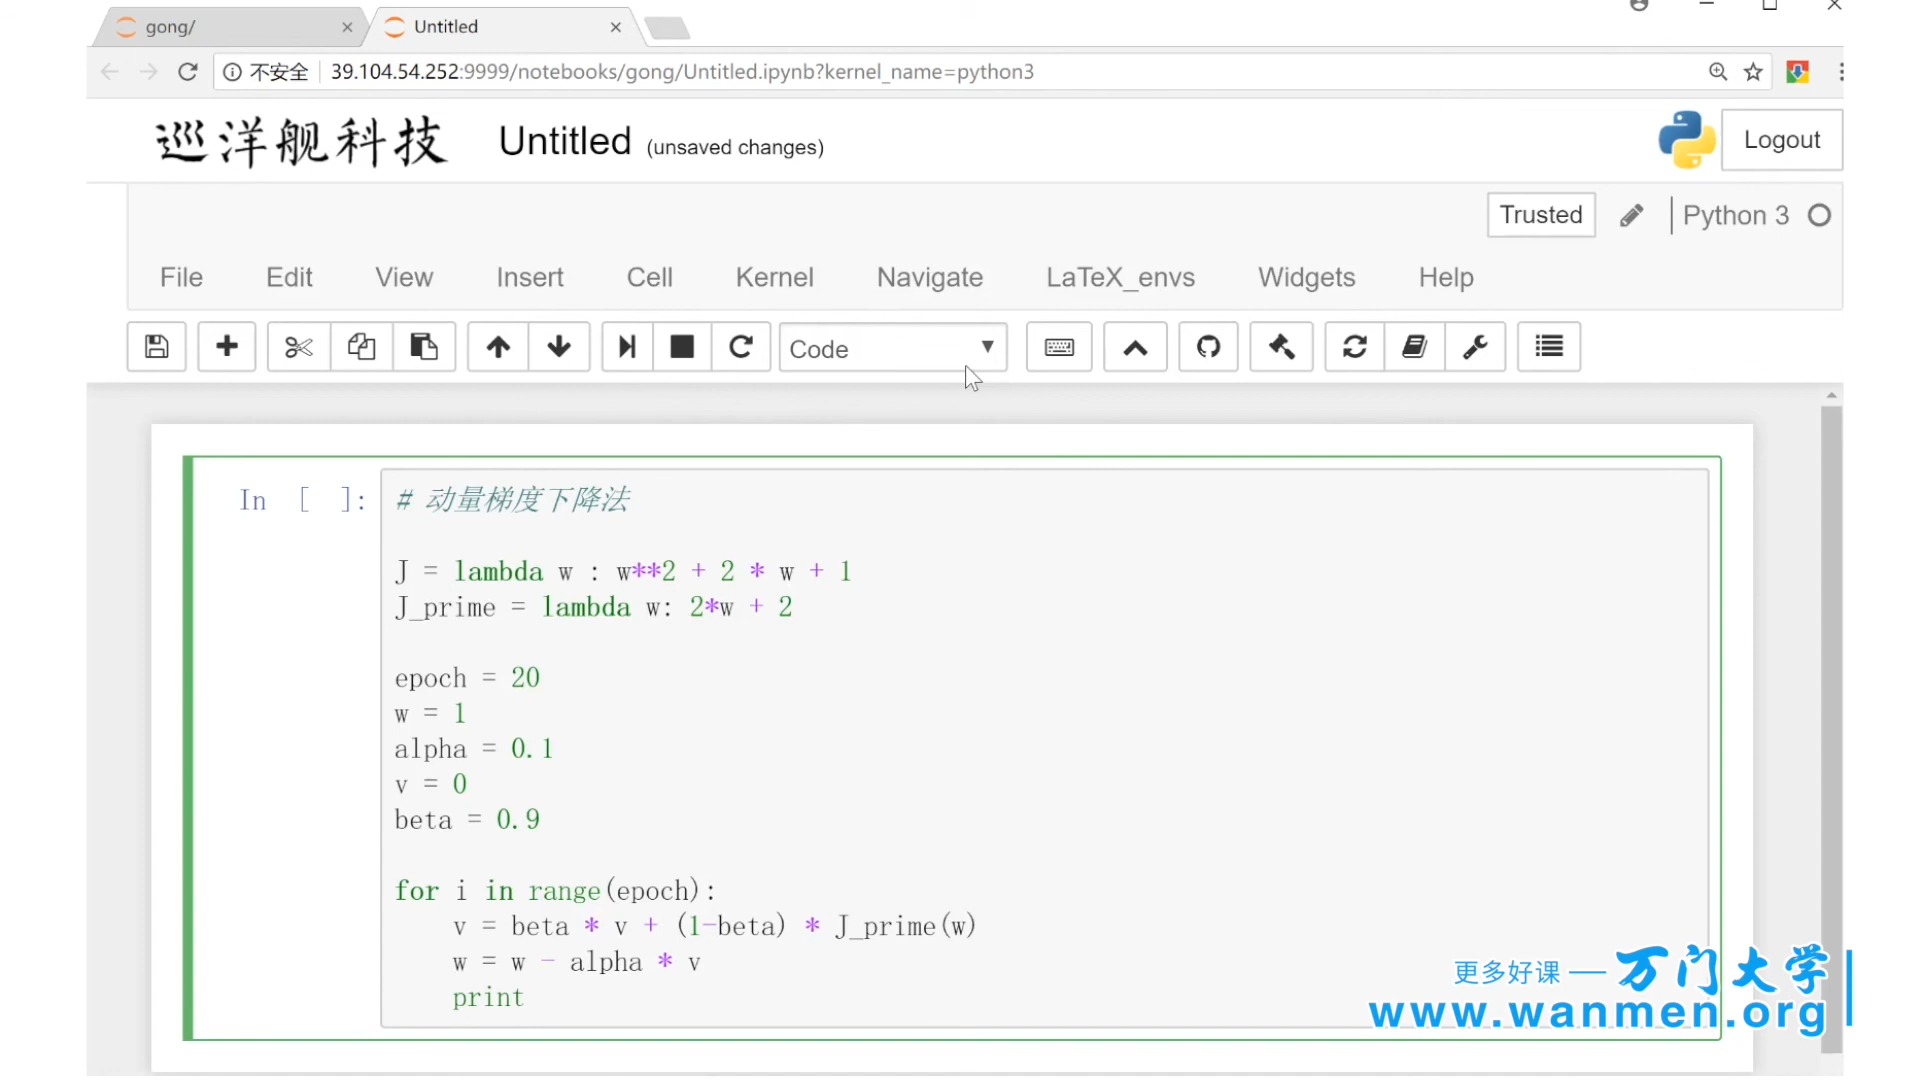 gong/
Untitled
不安全 39.104.54.252:9999/notebooks/gong/Untitled.ipynb?kernel_name=python3
巡洋舰科技 Untitled (unsaved changes) Logout
Trusted Python 3
File Edit View Insert Cell Kernel Navigate LaTeX_envs Widgets Help
Code
In [ ]: # 动量梯度下降法
J = lambda w : w**2 + 2 * w + 1
J_prime = lambda w: 2*w + 2
epoch = 20
w = 1
alpha = 0.1
v = 0
beta = 0.9
for i in range(epoch):
    v = beta * v + (1-beta) * J_prime(w)
    w = w - alpha * v
    print
更多好课 — 万门大学
www.wanmen.org